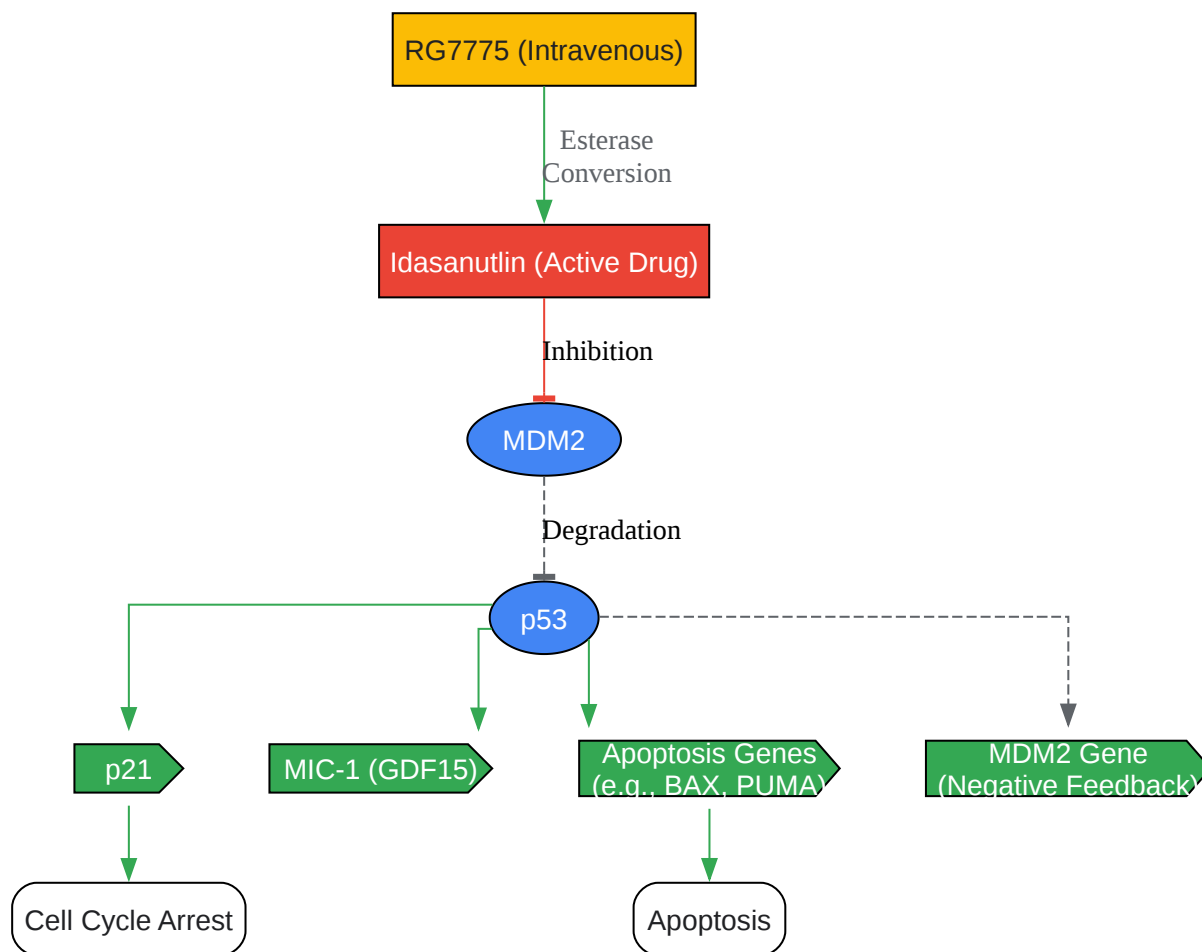 RG7775 (Intravenous)
Esterase
Conversion
Idasanutlin (Active Drug)
Inhibition
MDM2
Degradation
p53
p21
MIC-1 (GDF15)
Apoptosis Genes
(e.g., BAX, PUMA)
MDM2 Gene
(Negative Feedback)
Cell Cycle Arrest
Apoptosis